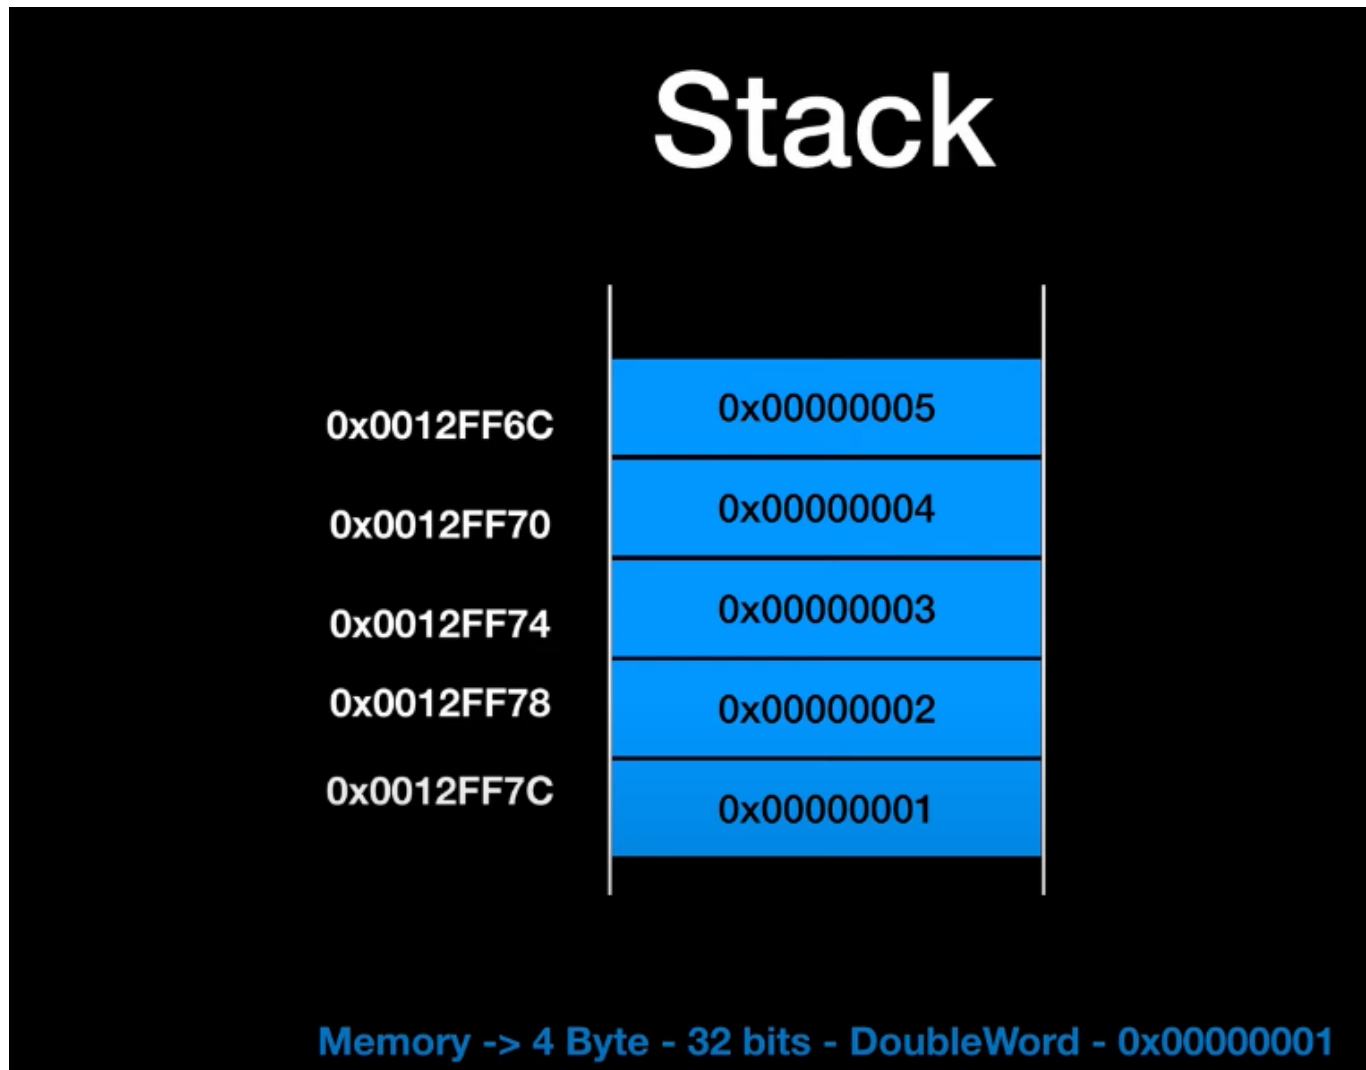 Stack
0x0012FF6C 0x00000005
0x0012FF70 0x00000004
0x0012FF74 0x00000003
0x0012FF78 0x00000002
0x0012FF7C 0x00000001
Memory -> 4 Byte - 32 bits - DoubleWord - 0x00000001